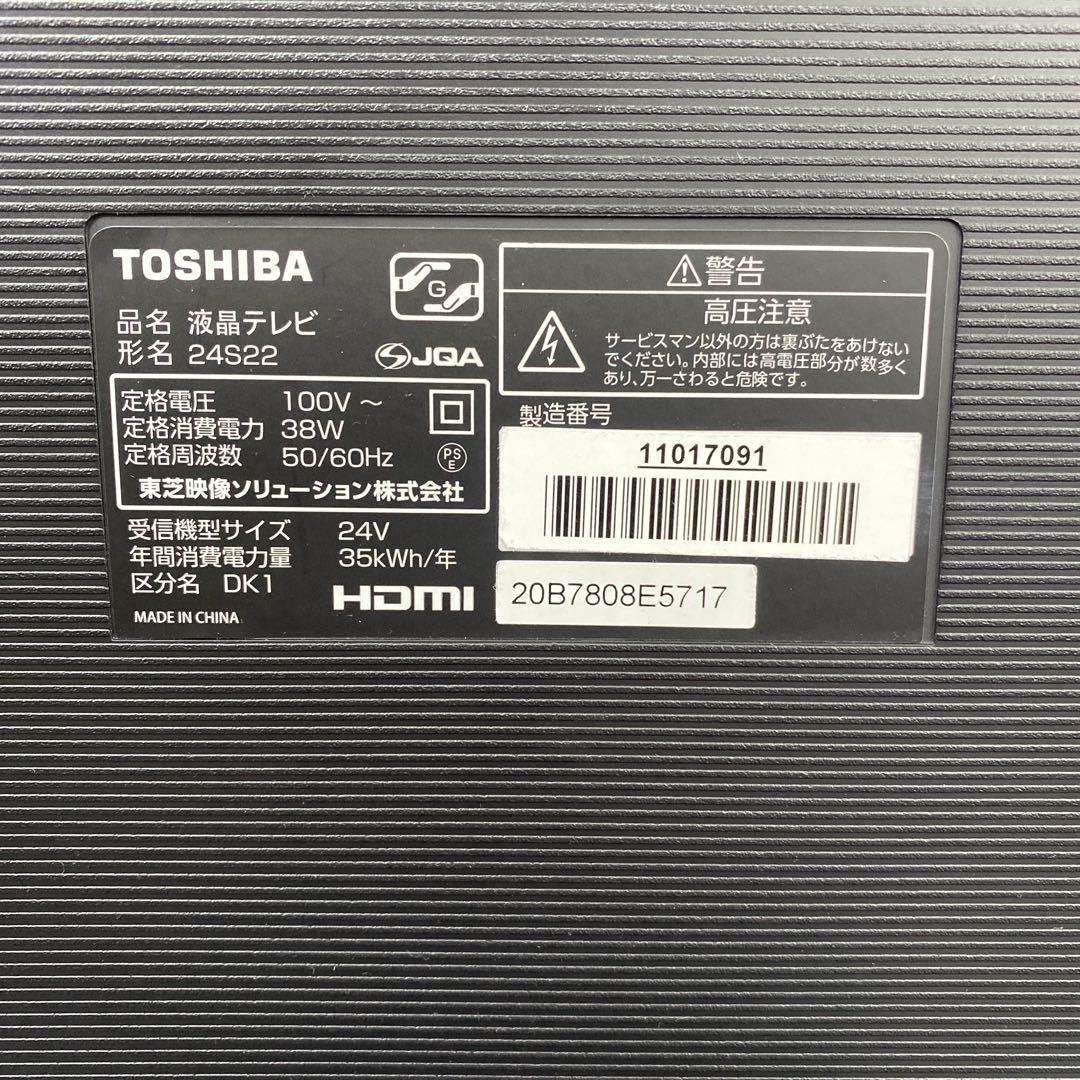 TOSHIBA
G
品名 液晶テレビ
形名 24S22
JQA
定格電圧 100V ～
定格消費電力 38W
定格周波数 50/60Hz
PS
E
東芝映像ソリューション株式会社
受信機型サイズ 24V
年間消費電力量 35kWh/年
区分名 DK1
HDMI
MADE IN CHINA
警告
高圧注意
サービスマン以外の方は裏ぶたをあけない
でください。内部には高電圧部分が数多く
あり、万一さわると危険です。
製造番号
11017091
20B7808E5717